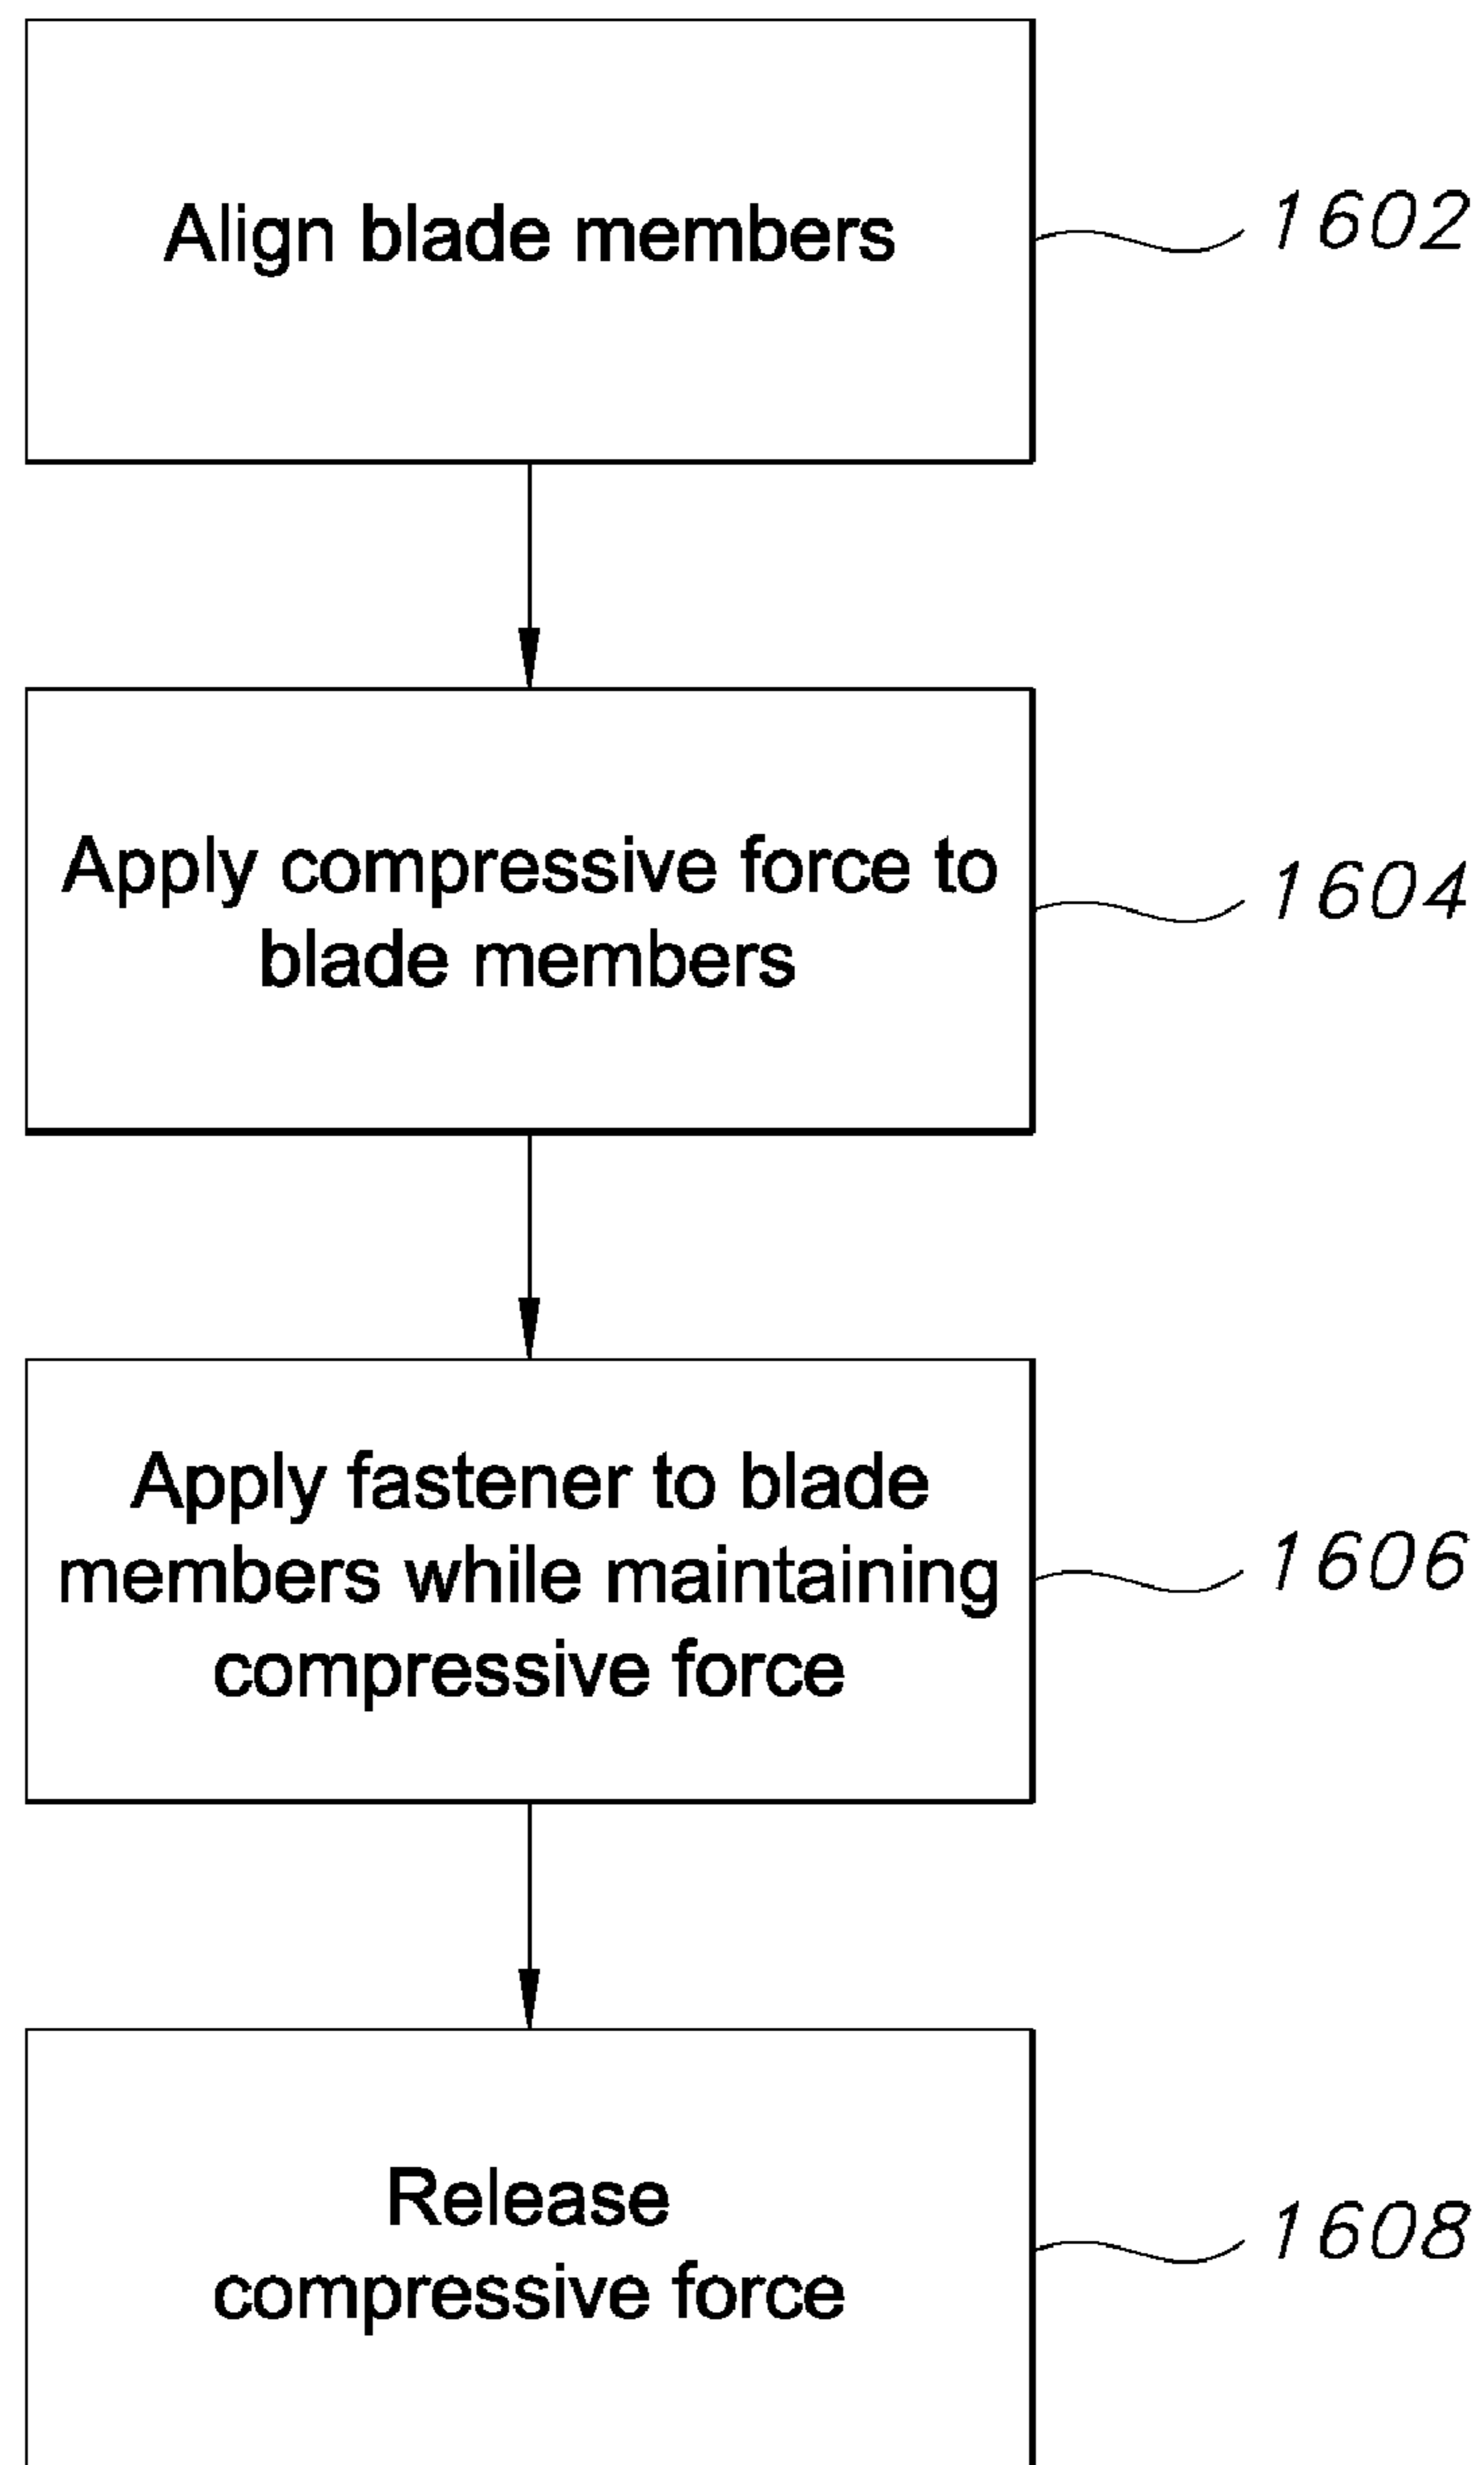 Align blade members
1602
Apply compressive force to
blade members
1604
Apply fastener to blade
members while maintaining
compressive force
1606
Release
compressive force
1608